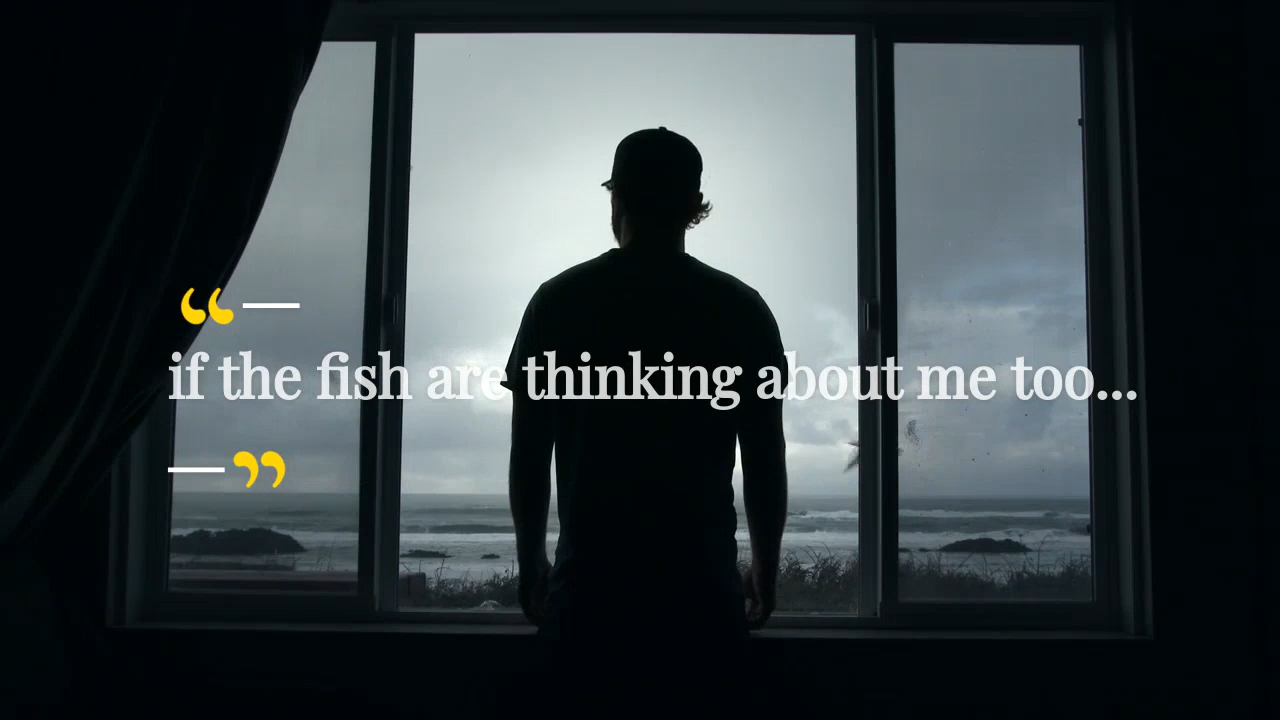 “—
if the fish are thinking about me too...
—”